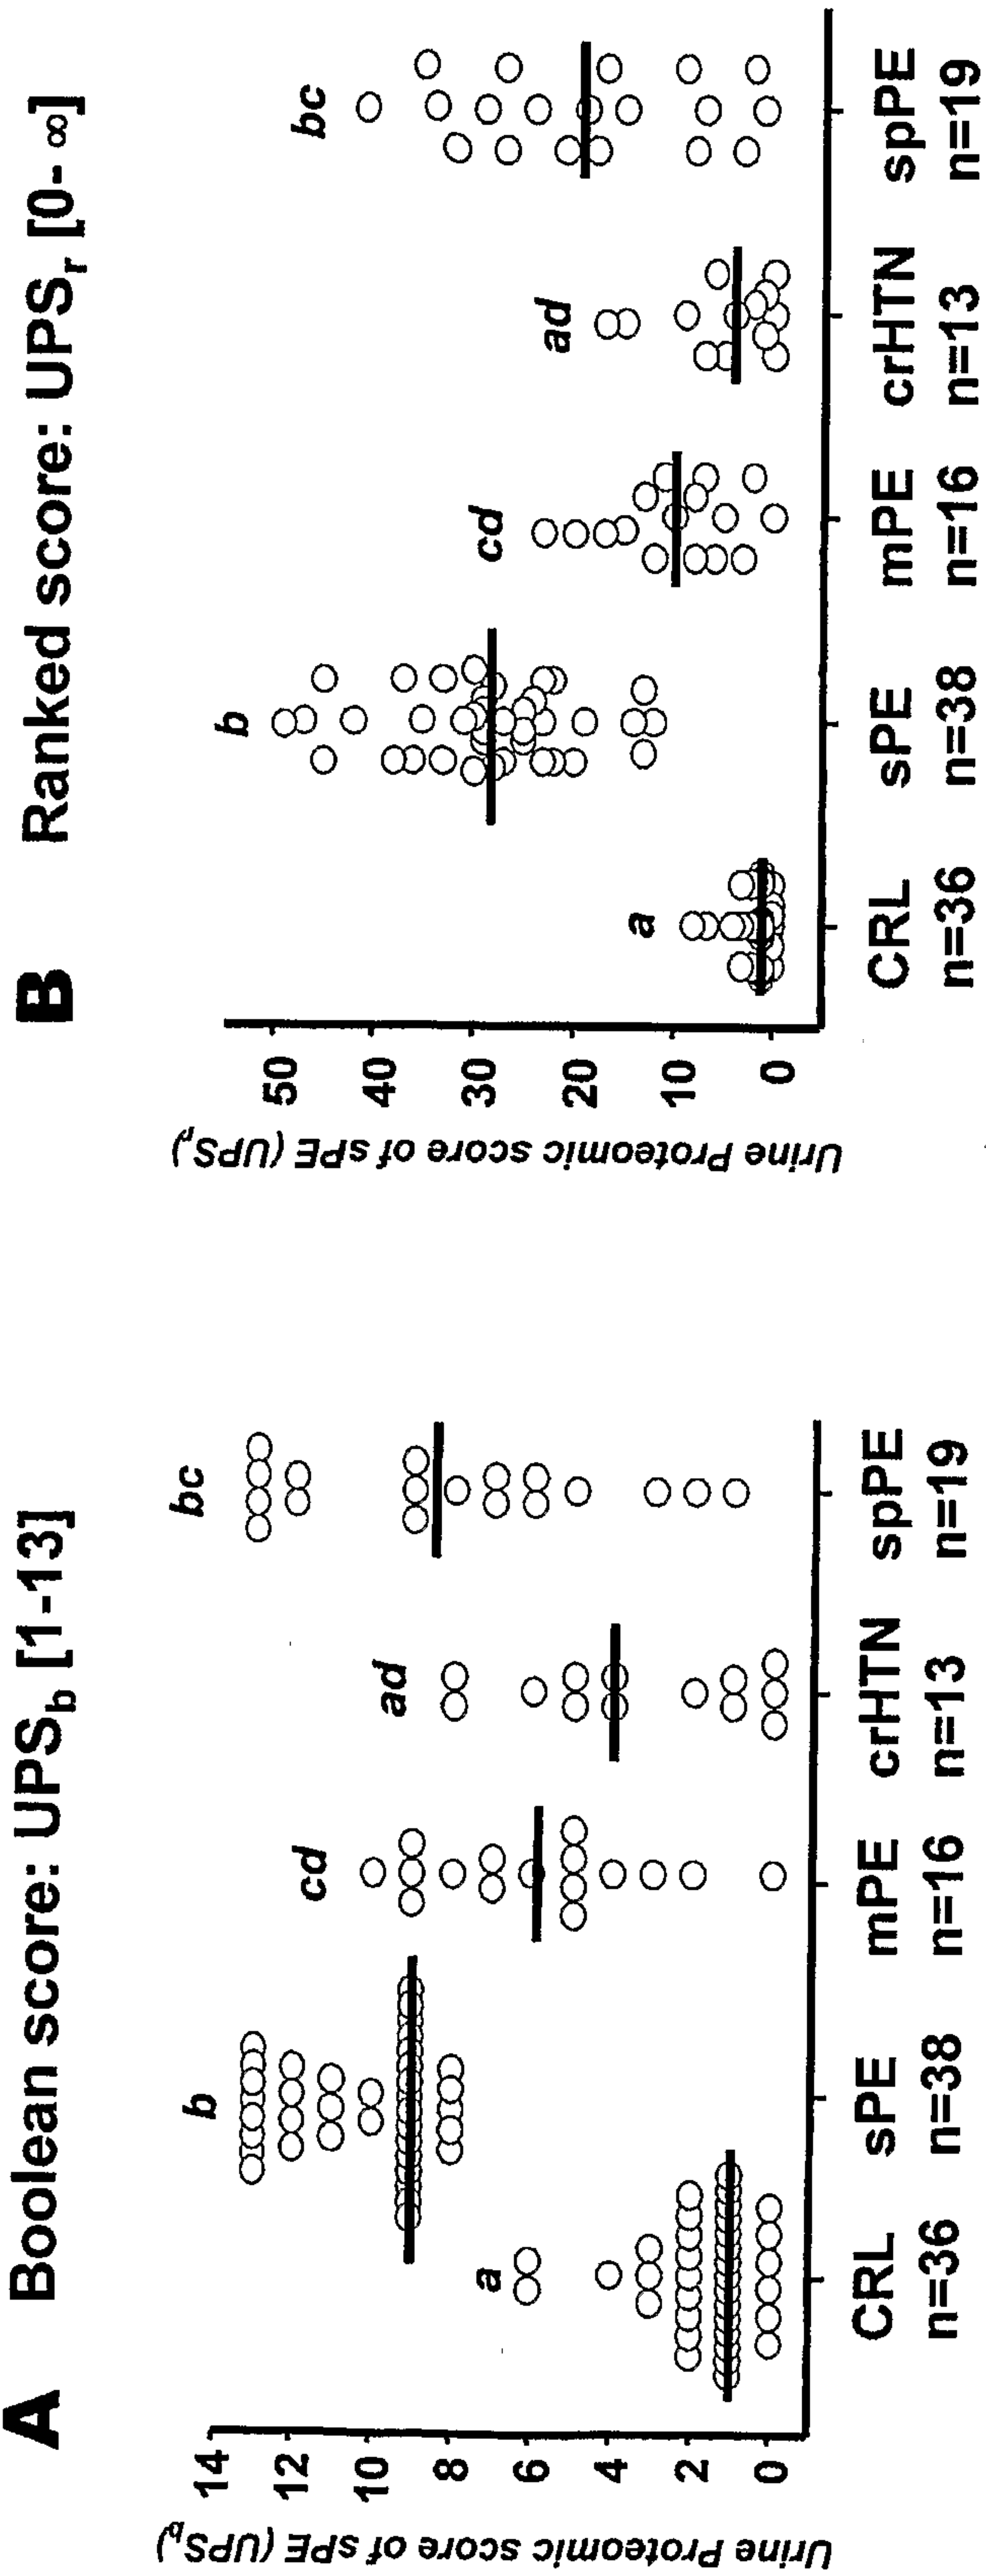 A Boolean score: UPSb [1-13]
Urine Proteomic score of sPE (UPSb)
14
12
10
8
6
4
2
0
a
b
cd
ad
bc
CRL sPE mPE crHTN spPE
n=36 n=38 n=16 n=13 n=19
B Ranked score: UPSr [0- ∞]
Urine Proteomic score of sPE (UPSr)
50
40
30
20
10
0
a
b
cd
ad
bc
CRL sPE mPE crHTN spPE
n=36 n=38 n=16 n=13 n=19